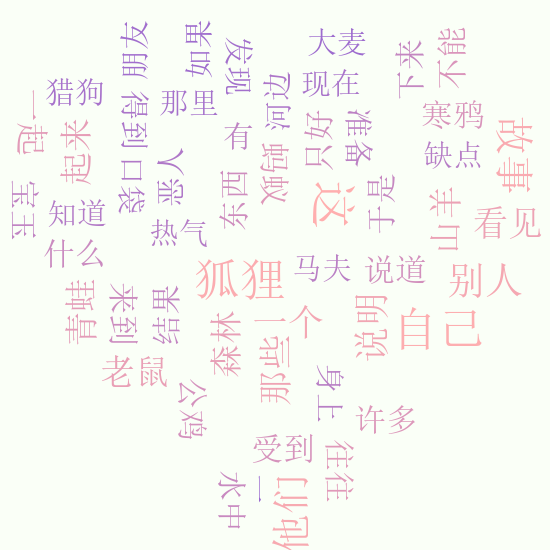 朋友
如果
发现
大麦
下来
不能
猎狗
得到
那里
河边
现在
一起
起来
口袋
恶人
有
蚂蚁
只好
准备
寒鸦
缺点
故事
宝玉
知道
什么
热气
东西
这
于是
山羊
看见
狐狸
马夫
说道
别人
青蛙
来到
结果
森林
一个
那些
说明
自己
老鼠
公鸡
身上
许多
受到
往往
水中
一
他们